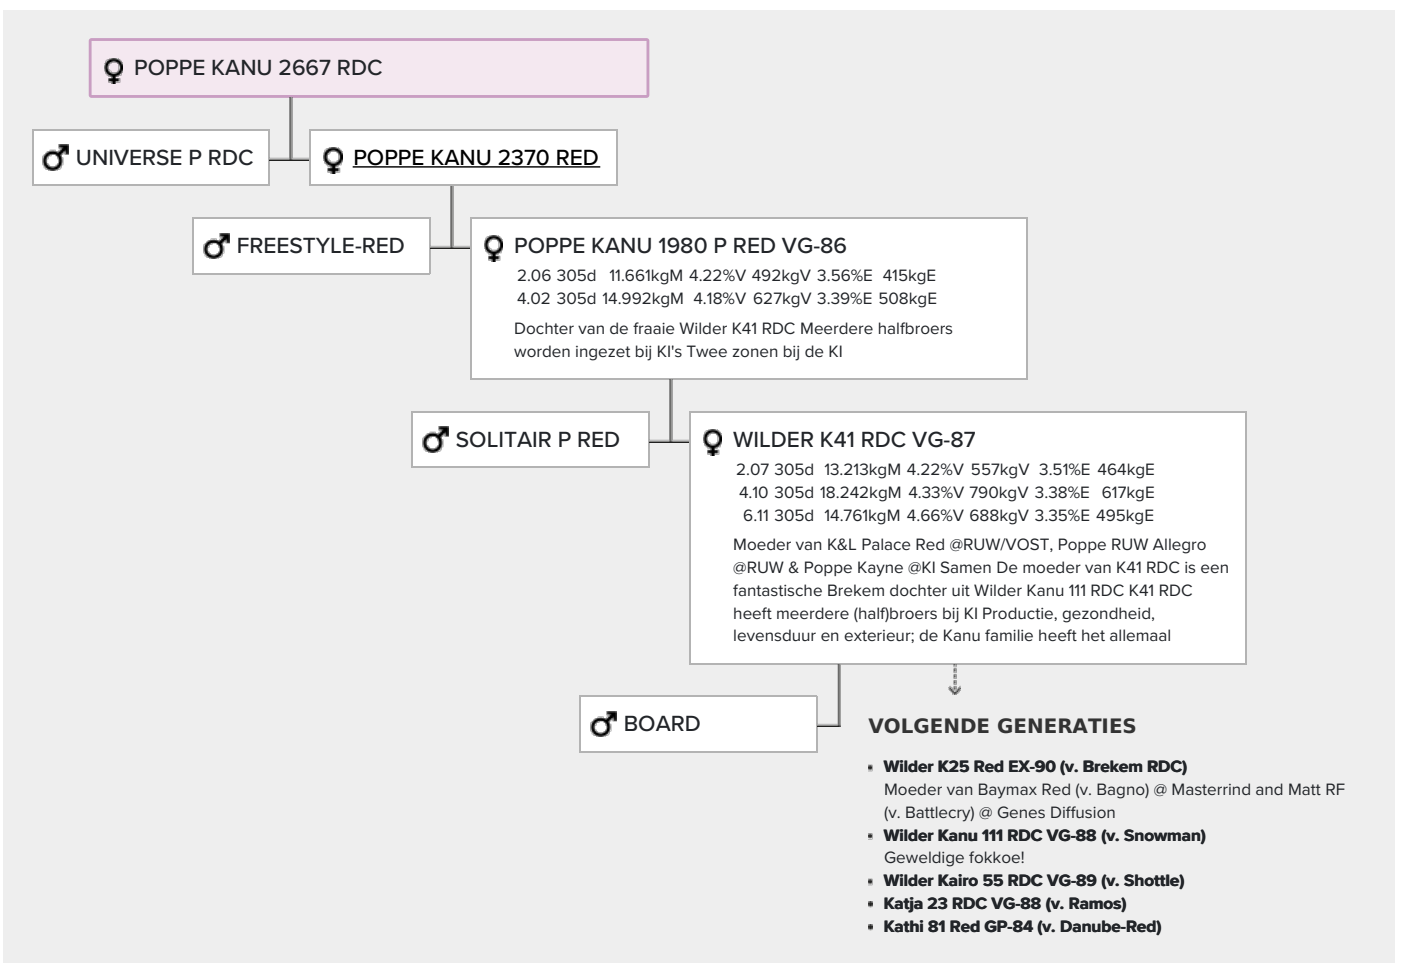 POPPE KANU 2667 RDC
UNIVERSE P RDC
POPPE KANU 2370 RED
FREESTYLE-RED
POPPE KANU 1980 P RED VG-86
2.06 305d 11.661kgM 4.22%V 492kgV 3.56%E 415kgE
4.02 305d 14.992kgM 4.18%V 627kgV 3.39%E 508kgE
Dochter van de fraaie Wilder K41 RDC Meerdere halfbroers
worden ingezet bij KI's Twee zonen bij de KI
SOLITAIR P RED
WILDER K41 RDC VG-87
2.07 305d 13.213kgM 4.22%V 557kgV 3.51%E 464kgE
4.10 305d 18.242kgM 4.33%V 790kgV 3.38%E 617kgE
6.11 305d 14.761kgM 4.66%V 688kgV 3.35%E 495kgE
Moeder van K&L Palace Red @RUW/VOST, Poppe RUW Allegro
@RUW & Poppe Kayne @KI Samen De moeder van K41 RDC is een
fantastische Brekem dochter uit Wilder Kanu 111 RDC K41 RDC
heeft meerdere (half)broers bij KI Productie, gezondheid,
levensduur en exterieur; de Kanu familie heeft het allemaal
BOARD
VOLGENDE GENERATIES
Wilder K25 Red EX-90 (v. Brekem RDC)
Moeder van Baymax Red (v. Bagno) @ Masterrind and Matt RF
(v. Battlecry) @ Genes Diffusion
Wilder Kanu 111 RDC VG-88 (v. Snowman)
Geweldige fokkoe!
Wilder Kairo 55 RDC VG-89 (v. Shottle)
Katja 23 RDC VG-88 (v. Ramos)
Kathi 81 Red GP-84 (v. Danube-Red)